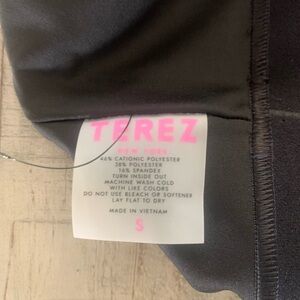 TEREZ
NEW YORK
46% CATIONIC POLYESTER
38% POLYESTER
16% SPANDEX
TURN INSIDE OUT
MACHINE WASH COLD
WITH LIKE COLORS
DO NOT USE BLEACH OR SOFTENER
LAY FLAT TO DRY
MADE IN VIETNAM
S